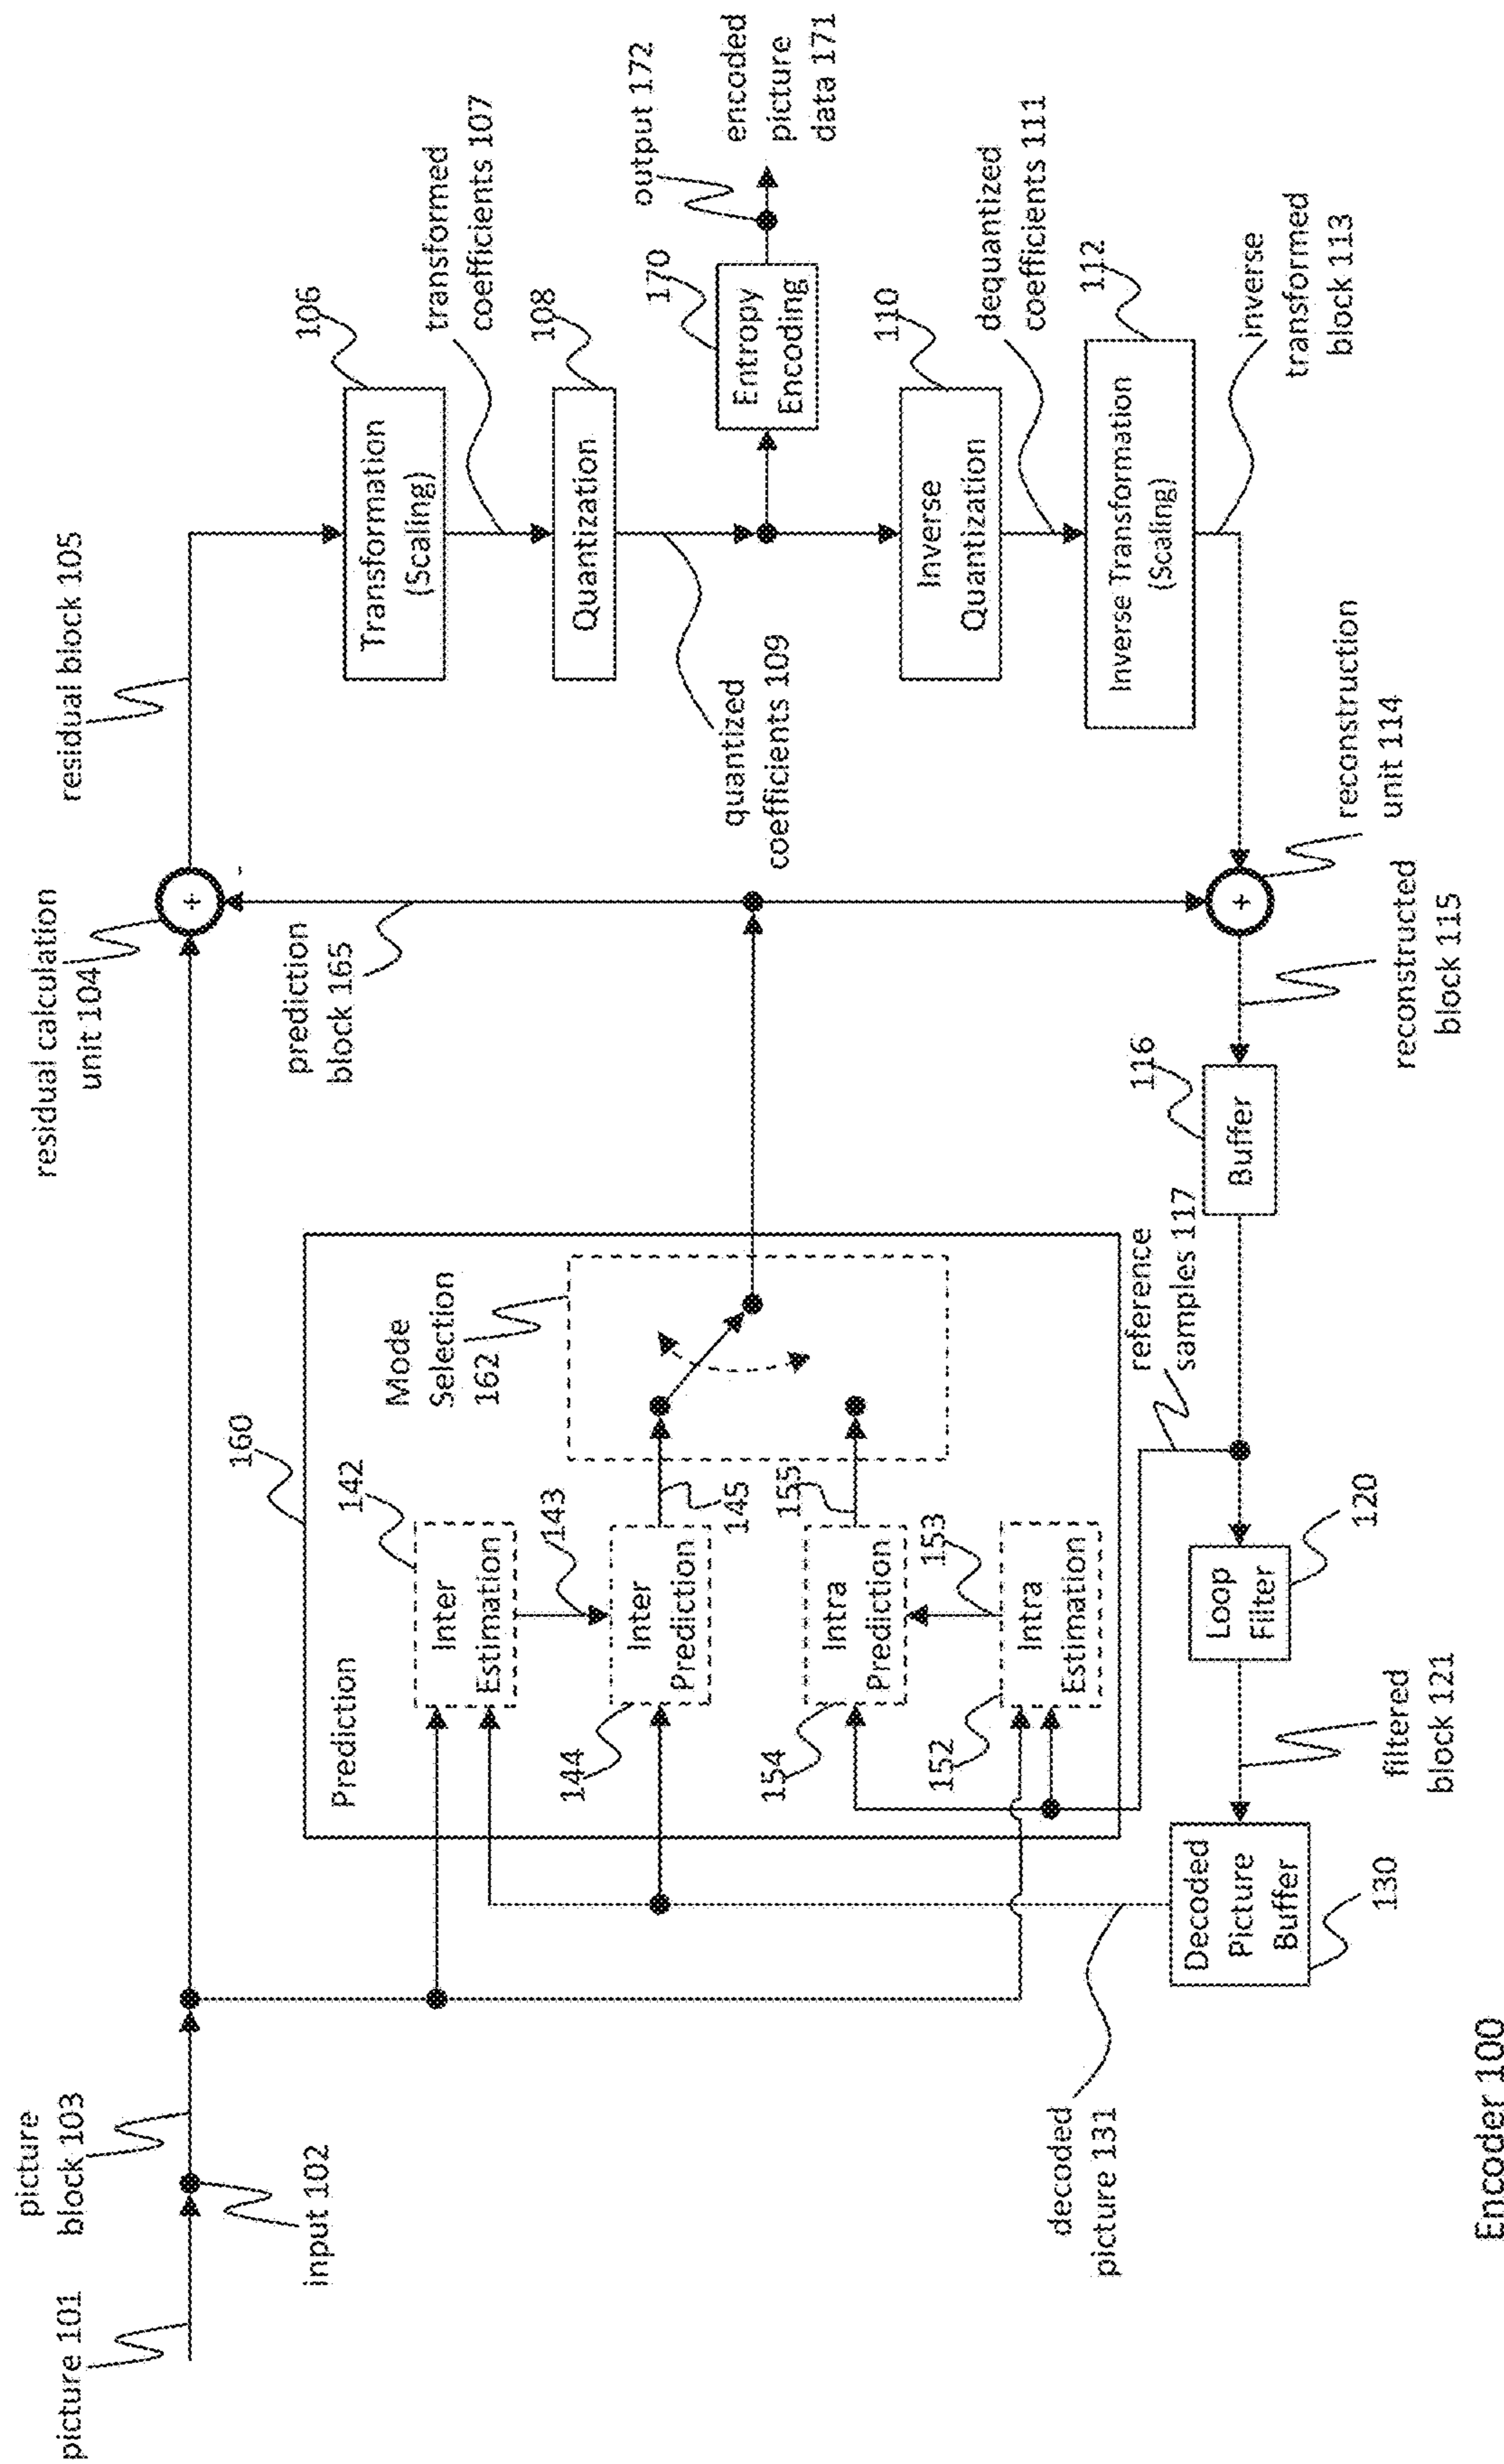 picture 101
picture
block 103
input 102
residual calculation
unit 104
residual block 105
prediction
block 165
160
Prediction
142
Inter
Estimation
143
144
Inter
Prediction
145
Mode
Selection
162
154
Intra
Prediction
155
153
152
Intra
Estimation
106
Transformation
(Scaling)
transformed
coefficients 107
108
Quantization
quantized
coefficients 109
170
Entropy
Encoding
output 172
encoded
picture
data 171
110
Inverse
Quantization
dequantized
coefficients 111
112
Inverse Transformation
(Scaling)
inverse
transformed
block 113
reconstruction
unit 114
reconstructed
block 115
116
Buffer
reference
samples 117
120
Loop
Filter
filtered
block 121
Decoded
Picture
Buffer
130
decoded
picture 131
+
-
+
Encoder 100